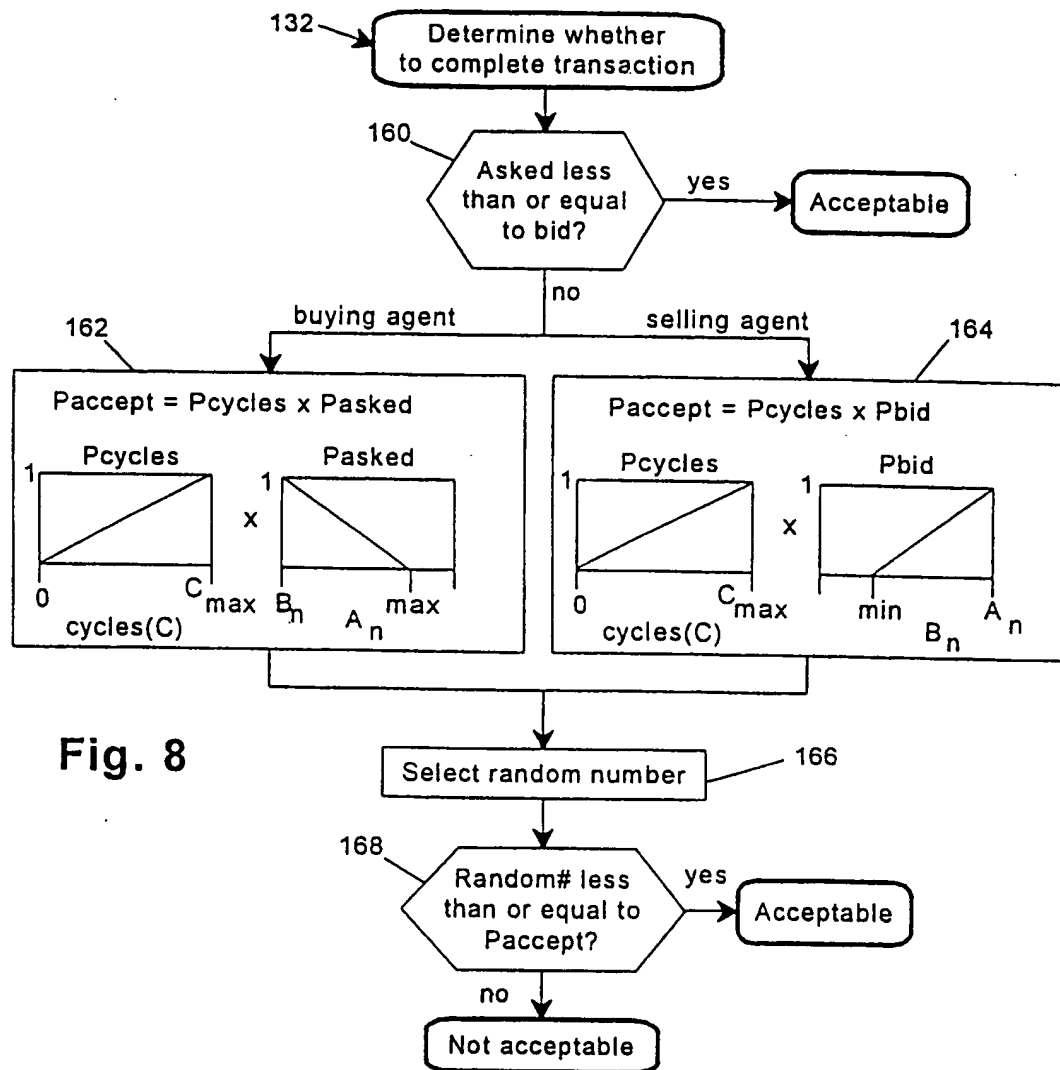 132
Determine whether
to complete transaction
160
Asked less
than or equal
to bid?
yes
Acceptable
no
buying agent
selling agent
162
164
Paccept = Pcycles x Pasked
Pcycles
Pasked
1
1
x
0
C max
B n
A n
max
cycles(C)
Paccept = Pcycles x Pbid
Pcycles
Pbid
1
1
x
0
C max
min
B n
A n
cycles(C)
Fig. 8
Select random number
166
168
Random# less
than or equal to
Paccept?
yes
Acceptable
no
Not acceptable